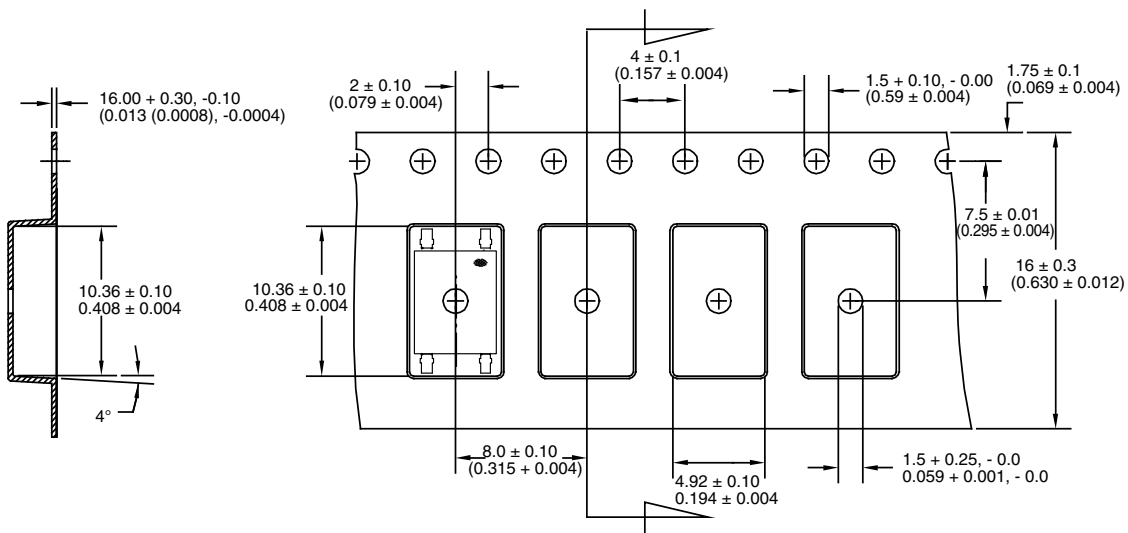 4 ± 0.1
(0.157 ± 0.004)
2 ± 0.10
(0.079 ± 0.004)
1.5 + 0.10, - 0.00
(0.59 ± 0.004)
1.75 ± 0.1
(0.069 ± 0.004)
16.00 + 0.30, -0.10
(0.013 (0.0008), -0.0004)
7.5 ± 0.01
(0.295 ± 0.004)
16 ± 0.3
(0.630 ± 0.012)
10.36 ± 0.10
0.408 ± 0.004
10.36 ± 0.10
0.408 ± 0.004
4°
8.0 ± 0.10
(0.315 + 0.004)
4.92 ± 0.10
0.194 ± 0.004
1.5 + 0.25, - 0.0
0.059 + 0.001, - 0.0